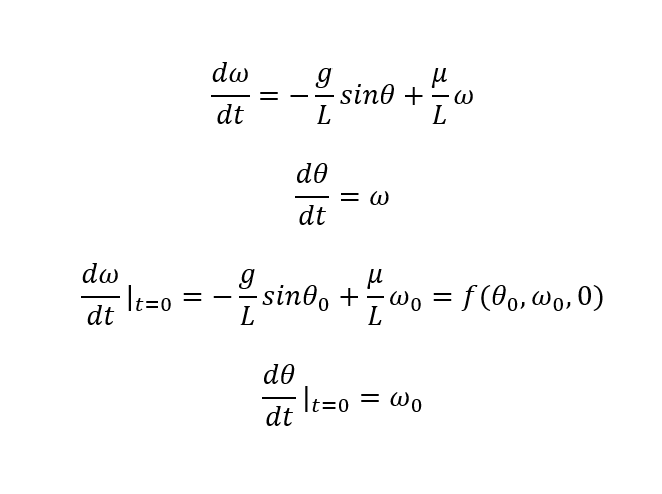 dω/dt = −g/L sinθ + μ/L ω
dθ/dt = ω
dω/dt |t=0 = −g/L sinθ₀ + μ/L ω₀ = f(θ₀, ω₀, 0)
dθ/dt |t=0 = ω₀